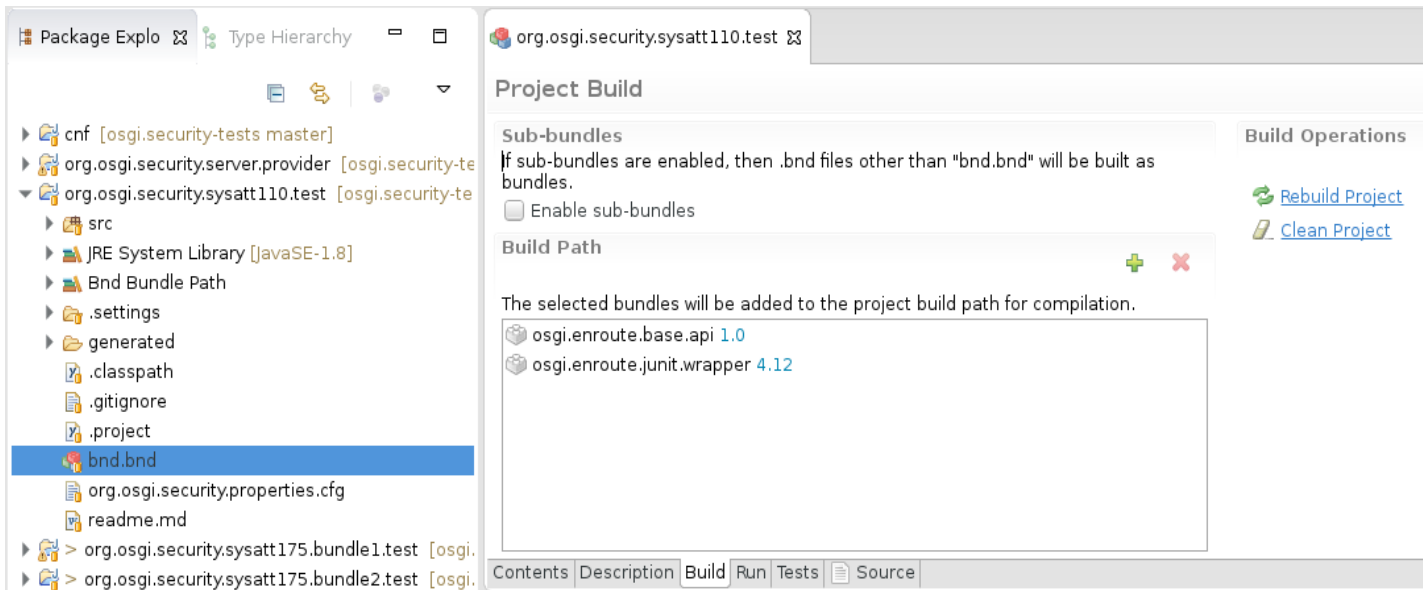 Package Explo
Type Hierarchy
cnf [osgi.security-tests master]
org.osgi.security.server.provider [osgi.security-te
org.osgi.security.sysatt110.test [osgi.security-te
src
JRE System Library [JavaSE-1.8]
Bnd Bundle Path
.settings
generated
.classpath
.gitignore
.project
bnd.bnd
org.osgi.security.properties.cfg
readme.md
> org.osgi.security.sysatt175.bundle1.test [osgi.
> org.osgi.security.sysatt175.bundle2.test [osgi.
org.osgi.security.sysatt110.test
Project Build
Sub-bundles
If sub-bundles are enabled, then .bnd files other than "bnd.bnd" will be built as
bundles.
Enable sub-bundles
Build Path
The selected bundles will be added to the project build path for compilation.
osgi.enroute.base.api 1.0
osgi.enroute.junit.wrapper 4.12
Build Operations
Rebuild Project
Clean Project
Contents Description Build Run Tests Source